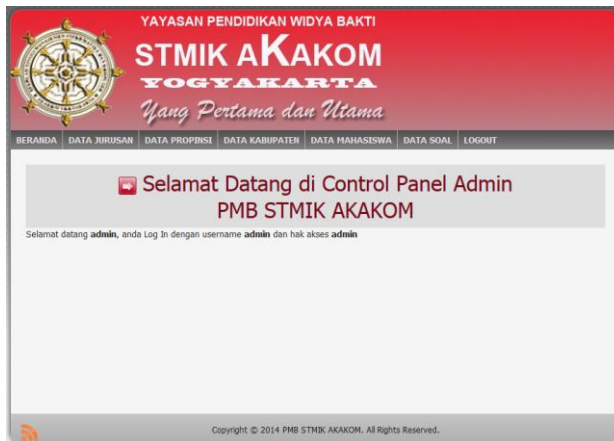 YAYASAN PENDIDIKAN WIDYA BAKTI
STMIK AKAKOM
YOGYAKARTA
Yang Pertama dan Utama
BERANDA DATA JURUSAN DATA PROPINSI DATA KABUPATEN DATA MAHASISWA DATA SOAL LOGOUT
Selamat Datang di Control Panel Admin
PMB STMIK AKAKOM
Selamat datang admin, anda Log In dengan username admin dan hak akses admin
Copyright © 2014 PMB STMIK AKAKOM. All Rights Reserved.